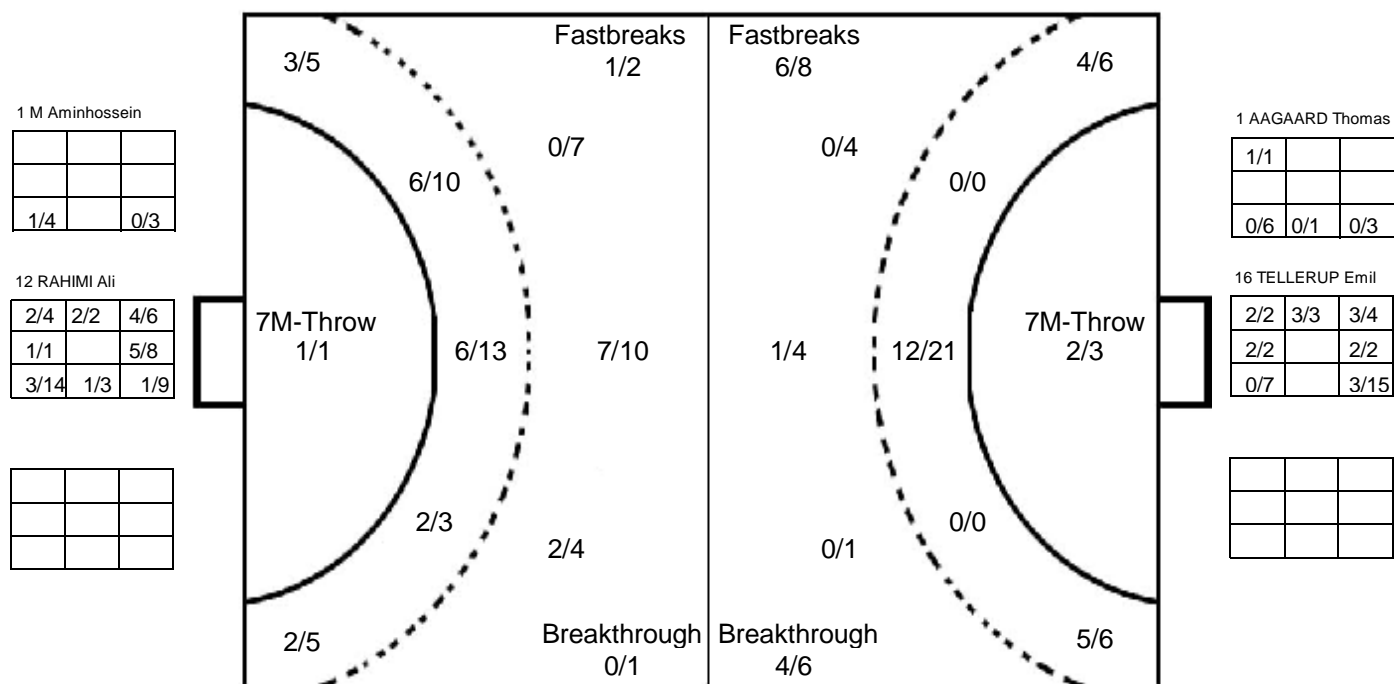 Fastbreaks Fastbreaks
3/5 1/2 6/8 4/6
1 M Aminhossein
1 AAGAARD Thomas
0/7 0/4
1/1
6/10 0/0
1/4 0/3
0/6 0/1 0/3
12 RAHIMI Ali
16 TELLERUP Emil
2/4 2/2 4/6
7M-Throw 7M-Throw
2/2 3/3 3/4
1/1 5/8
1/1 6/13 7/10 1/4 12/21 2/3
2/2 2/2
3/14 1/3 1/9
0/7 3/15
2/3 0/0
2/4 0/1
2/5 Breakthrough Breakthrough 5/6
0/1 4/6